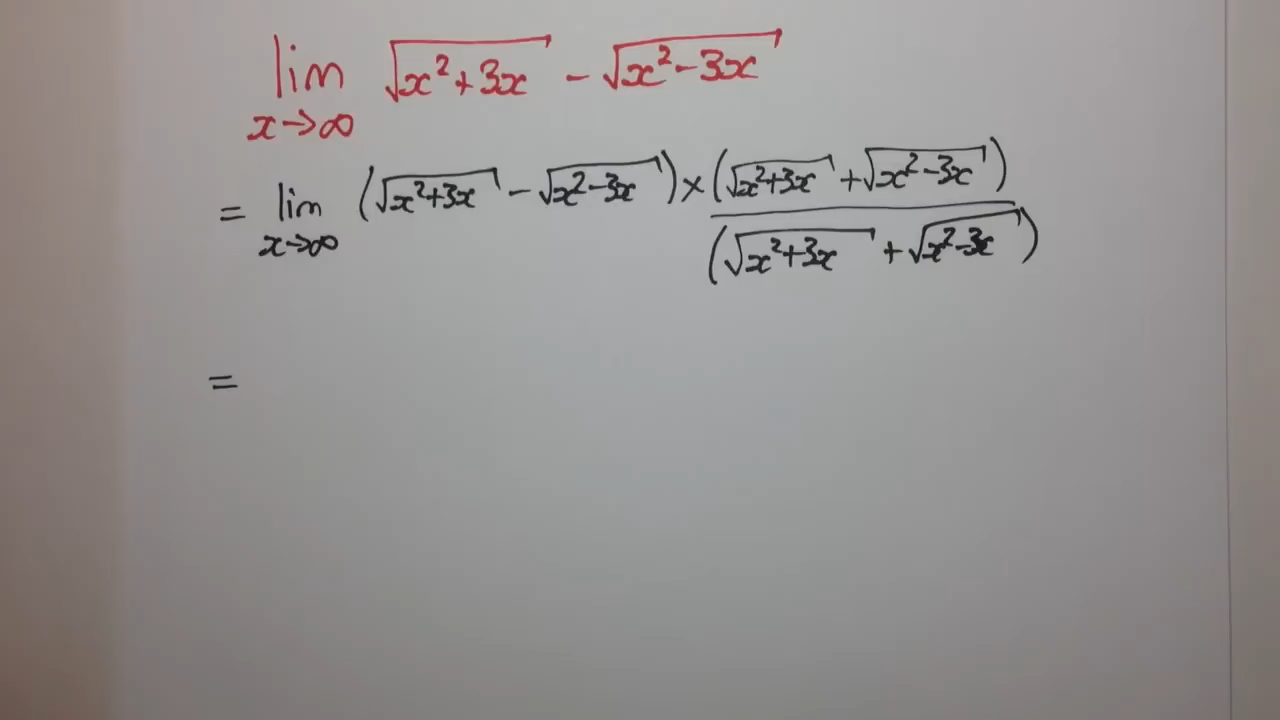 lim √(x²+3x) - √(x²-3x)
x→∞
= lim (√(x²+3x) - √(x²-3x)) × (√(x²+3x) + √(x²-3x))
x→∞ (√(x²+3x) + √(x²-3x))
=